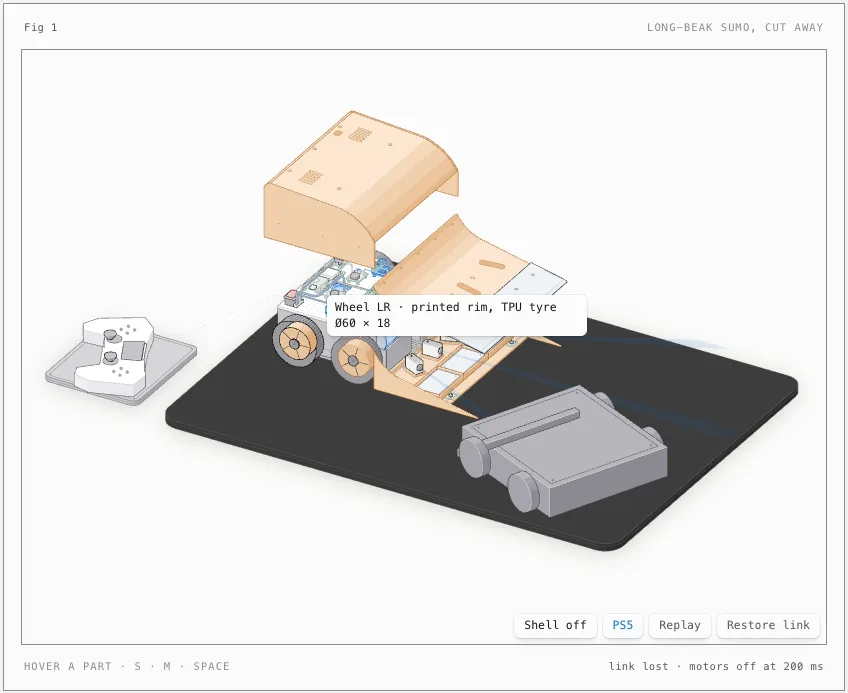 Fig 1
LONG–BEAK SUMO, CUT AWAY
Wheel LR · printed rim, TPU tyre
Ø60 × 18
Shell off
PS5
Replay
Restore link
HOVER A PART · S · M · SPACE
link lost · motors off at 200 ms